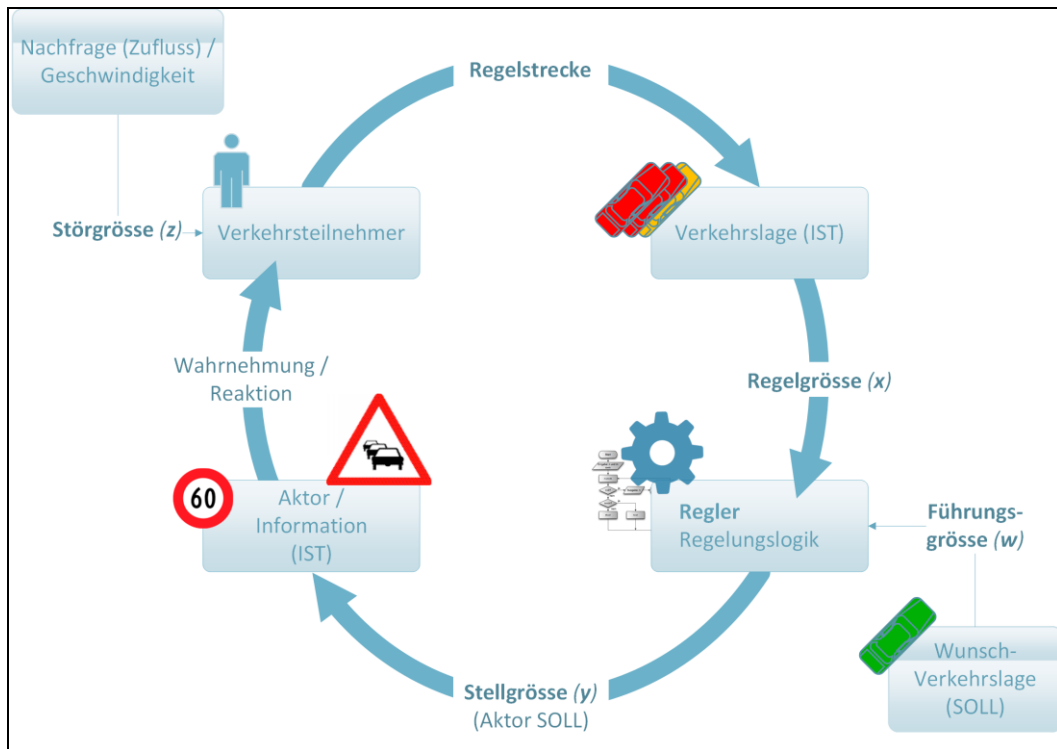 Nachfrage (Zufluss) /
Geschwindigkeit
Regelstrecke
Störgrösse (z)
Verkehrsteilnehmer
Verkehrslage (IST)
Wahrnehmung /
Reaktion
Regelgrösse (x)
60
Aktor /
Information
(IST)
Regler
Regelungslogik
Führungs-
grösse (w)
Stellgrösse (y)
(Aktor SOLL)
Wunsch-
Verkehrslage
(SOLL)